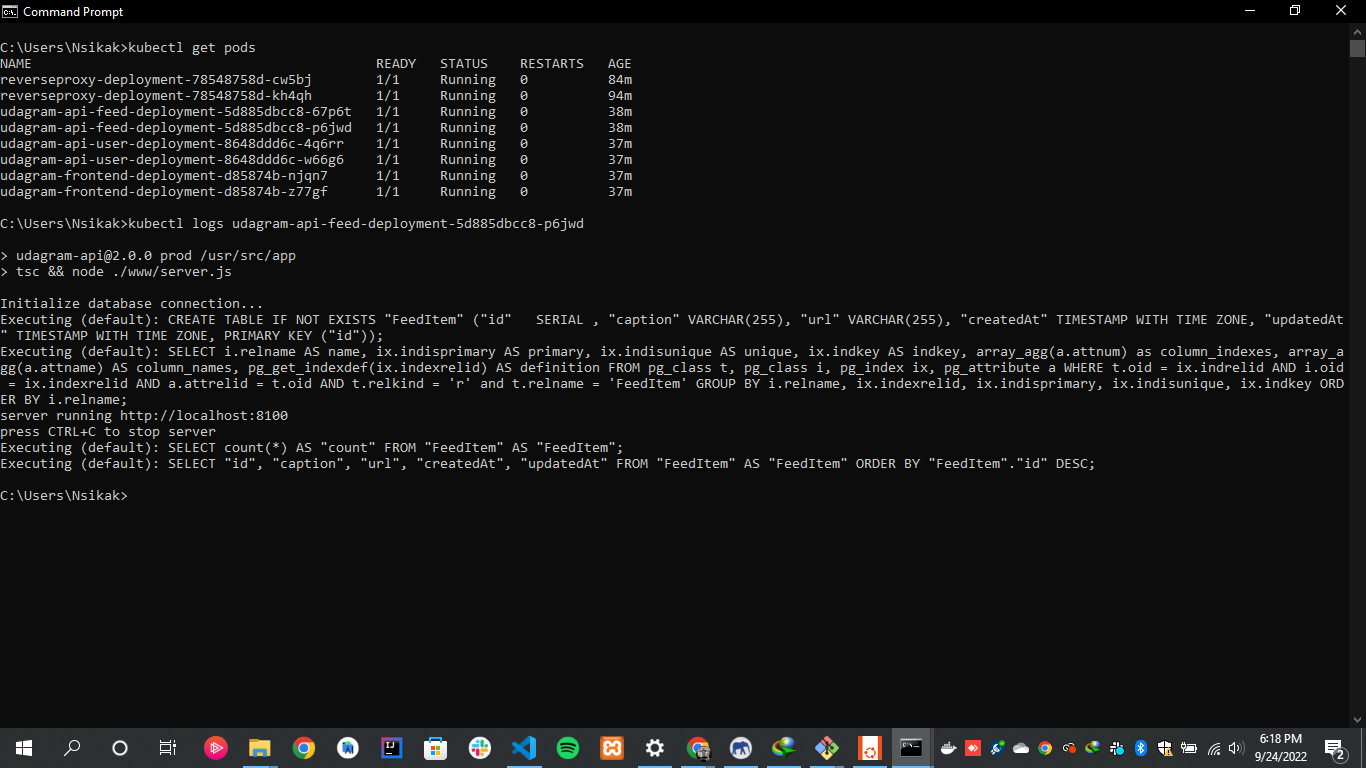 Command Prompt
C:\Users\Nsikak>kubectl get pods
NAME READY STATUS RESTARTS AGE
reverseproxy-deployment-78548758d-cw5bj 1/1 Running 0 84m
reverseproxy-deployment-78548758d-kh4qh 1/1 Running 0 94m
udagram-api-feed-deployment-5d885dbcc8-67p6t 1/1 Running 0 38m
udagram-api-feed-deployment-5d885dbcc8-p6jwd 1/1 Running 0 38m
udagram-api-user-deployment-8648ddd6c-4q6rr 1/1 Running 0 37m
udagram-api-user-deployment-8648ddd6c-w66g6 1/1 Running 0 37m
udagram-frontend-deployment-d85874b-njqn7 1/1 Running 0 37m
udagram-frontend-deployment-d85874b-z77gf 1/1 Running 0 37m
C:\Users\Nsikak>kubectl logs udagram-api-feed-deployment-5d885dbcc8-p6jwd
> udagram-api@2.0.0 prod /usr/src/app
> tsc && node ./www/server.js
Initialize database connection...
Executing (default): CREATE TABLE IF NOT EXISTS "FeedItem" ("id"   SERIAL , "caption" VARCHAR(255), "url" VARCHAR(255), "createdAt" TIMESTAMP WITH TIME ZONE, "updatedAt
" TIMESTAMP WITH TIME ZONE, PRIMARY KEY ("id"));
Executing (default): SELECT i.relname AS name, ix.indisprimary AS primary, ix.indisunique AS unique, ix.indkey AS indkey, array_agg(a.attnum) as column_indexes, array_a
gg(a.attname) AS column_names, pg_get_indexdef(ix.indexrelid) AS definition FROM pg_class t, pg_class i, pg_index ix, pg_attribute a WHERE t.oid = ix.indrelid AND i.oid
 = ix.indexrelid AND a.attrelid = t.oid AND t.relkind = 'r' and t.relname = 'FeedItem' GROUP BY i.relname, ix.indexrelid, ix.indisprimary, ix.indisunique, ix.indkey ORD
ER BY i.relname;
server running http://localhost:8100
press CTRL+C to stop server
Executing (default): SELECT count(*) AS "count" FROM "FeedItem" AS "FeedItem";
Executing (default): SELECT "id", "caption", "url", "createdAt", "updatedAt" FROM "FeedItem" AS "FeedItem" ORDER BY "FeedItem"."id" DESC;
C:\Users\Nsikak>
6:18 PM
9/24/2022
2